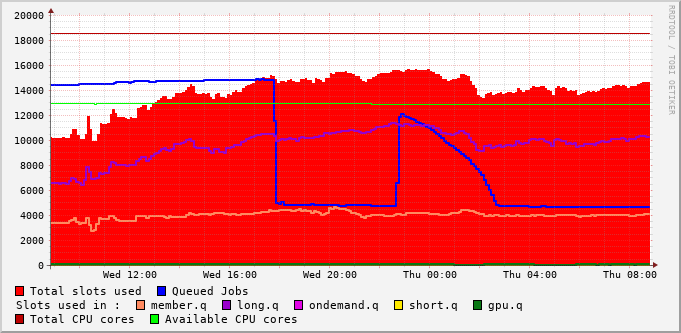 20000
18000
16000
14000
12000
10000
8000
6000
4000
2000
0
Wed 12:00 Wed 16:00 Wed 20:00 Thu 00:00 Thu 04:00 Thu 08:00
RRDTOOL / TOBI OETIKER
Total slots used Queued Jobs
Slots used in : member.q long.q ondemand.q short.q gpu.q
Total CPU cores Available CPU cores